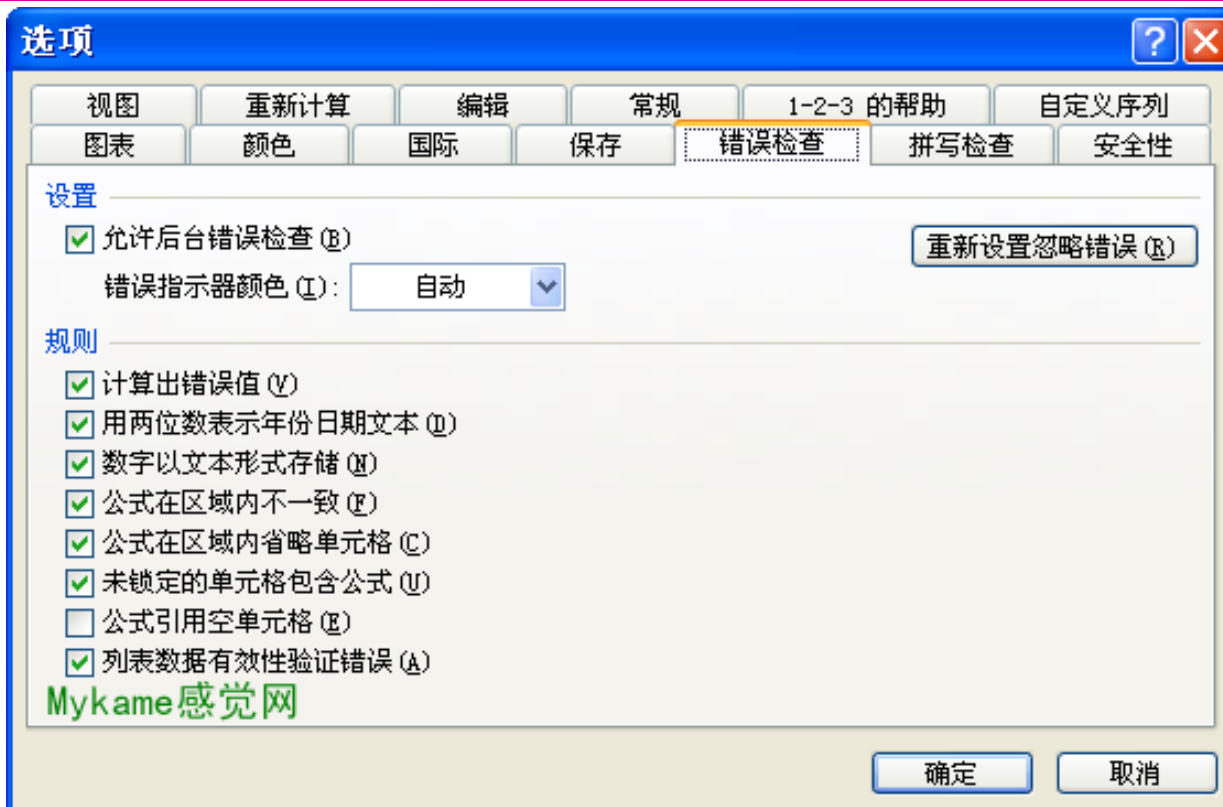 选项
视图 重新计算 编辑 常规 1-2-3 的帮助 自定义序列
图表 颜色 国际 保存 错误检查 拼写检查 安全性
设置
允许后台错误检查(B)
重新设置忽略错误(R)
错误指示器颜色(I): 自动
规则
计算出错误值(V)
用两位数表示年份日期文本(D)
数字以文本形式存储(N)
公式在区域内不一致(F)
公式在区域内省略单元格(C)
未锁定的单元格包含公式(U)
公式引用空单元格(E)
列表数据有效性验证错误(A)
Mykame感觉网
确定 取消